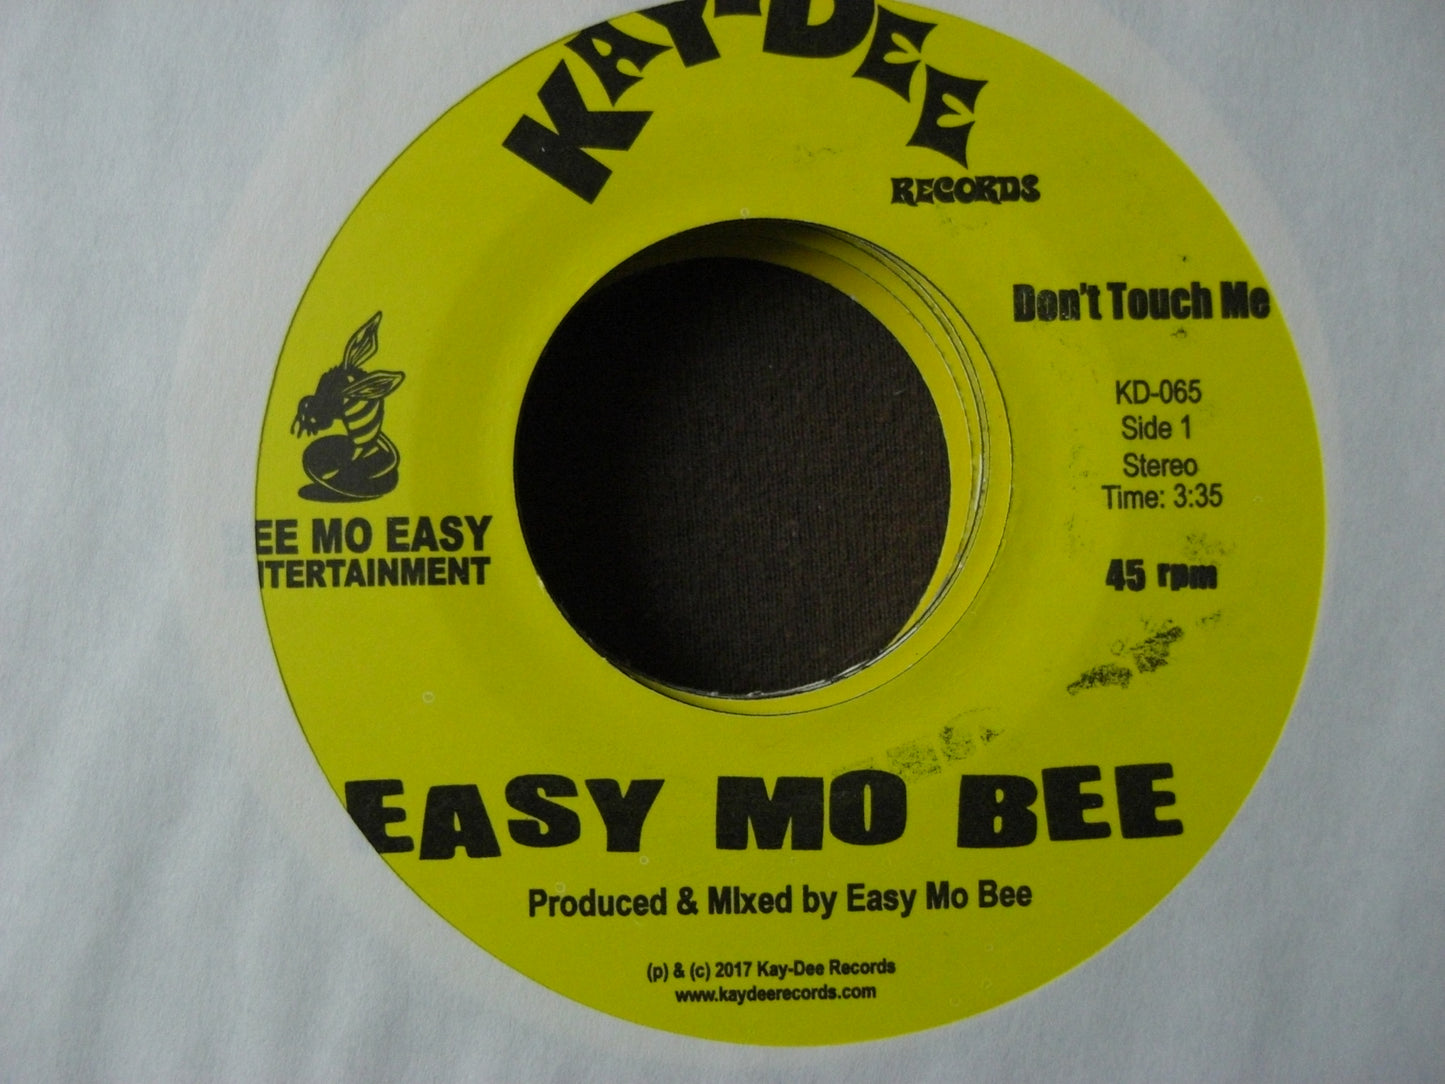 KAY-DEE
RECORDS
Don't Touch Me
KD-065
Side 1
Stereo
Time: 3:35
45 rpm
EE MO EASY
TERTAINMENT
EASY MO BEE
Produced & MIxed by Easy Mo Bee
(p) & (c) 2017 Kay-Dee Records
www.kaydeerecords.com